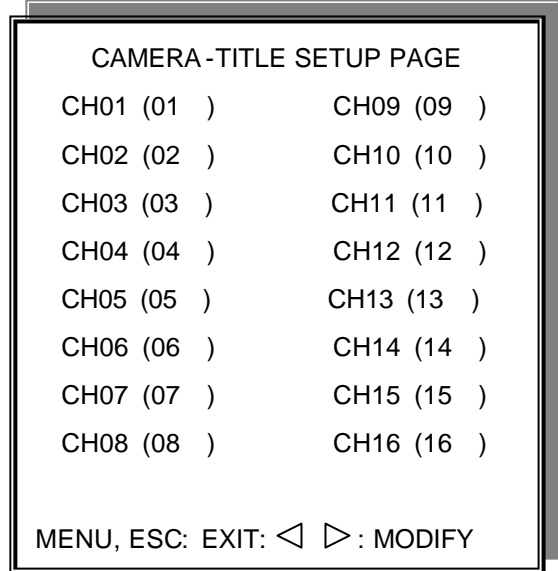 CAMERA-TITLE SETUP PAGE
CH01 (01 ) CH09 (09 )
CH02 (02 ) CH10 (10 )
CH03 (03 ) CH11 (11 )
CH04 (04 ) CH12 (12 )
CH05 (05 ) CH13 (13 )
CH06 (06 ) CH14 (14 )
CH07 (07 ) CH15 (15 )
CH08 (08 ) CH16 (16 )
MENU, ESC: EXIT: ◁ ▷ : MODIFY